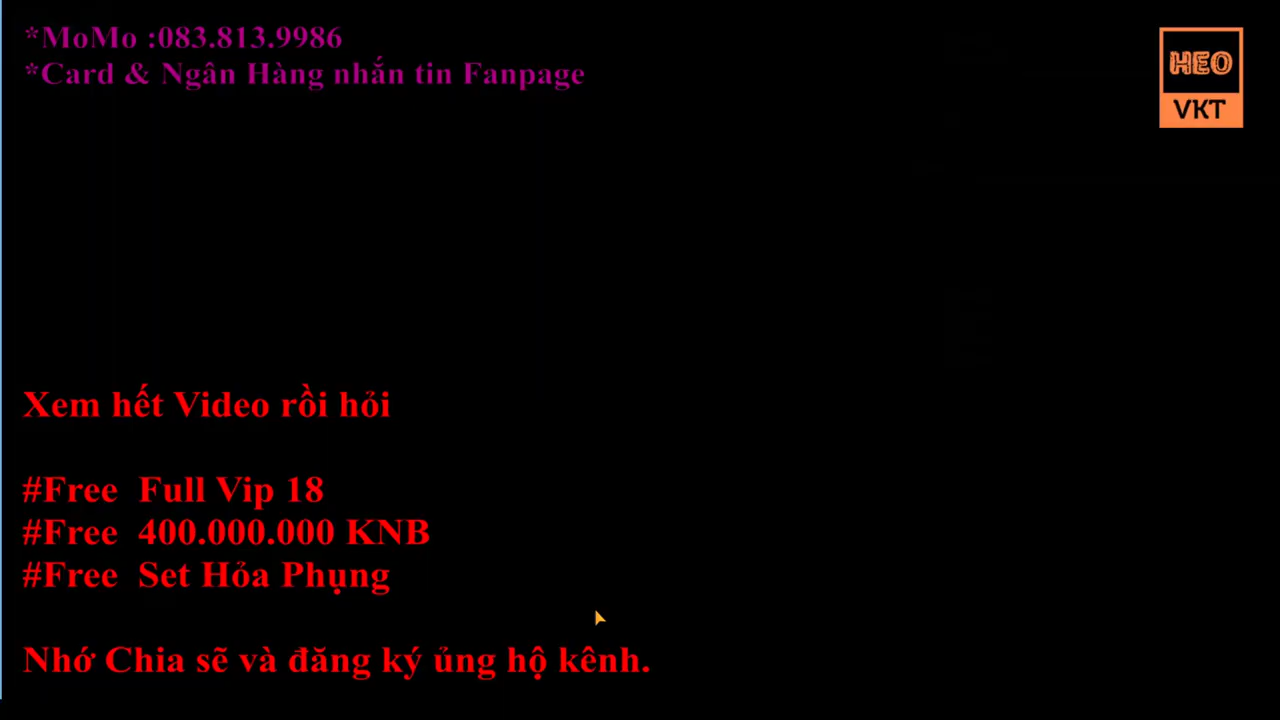 *MoMo :083.813.9986
*Card & Ngân Hàng nhắn tin Fanpage
HEO
VKT
Xem hết Video rồi hỏi
#Free Full Vip 18
#Free 400.000.000 KNB
#Free Set Hỏa Phụng
Nhớ Chia sẽ và đăng ký ủng hộ kênh.